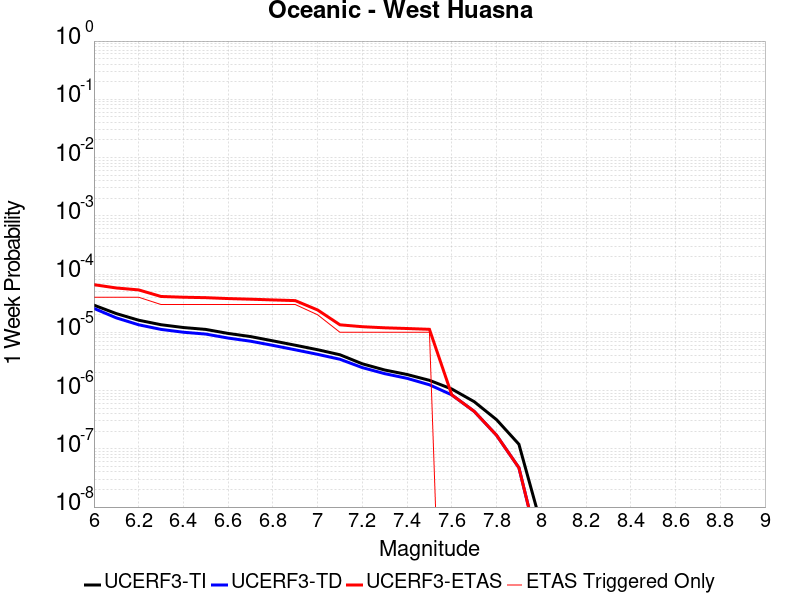 Oceanic - West Huasna
10^0
10^-1
10^-2
10^-3
10^-4
10^-5
10^-6
10^-7
10^-8
1 Week Probability
6 6.2 6.4 6.6 6.8 7 7.2 7.4 7.6 7.8 8 8.2 8.4 8.6 8.8 9
Magnitude
UCERF3-TI UCERF3-TD UCERF3-ETAS ETAS Triggered Only